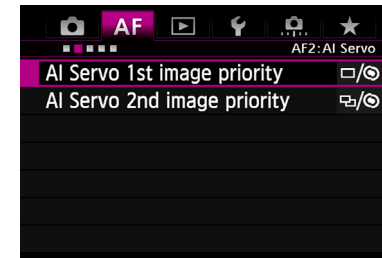 AF
AF2:AI Servo
AI Servo 1st image priority
AI Servo 2nd image priority